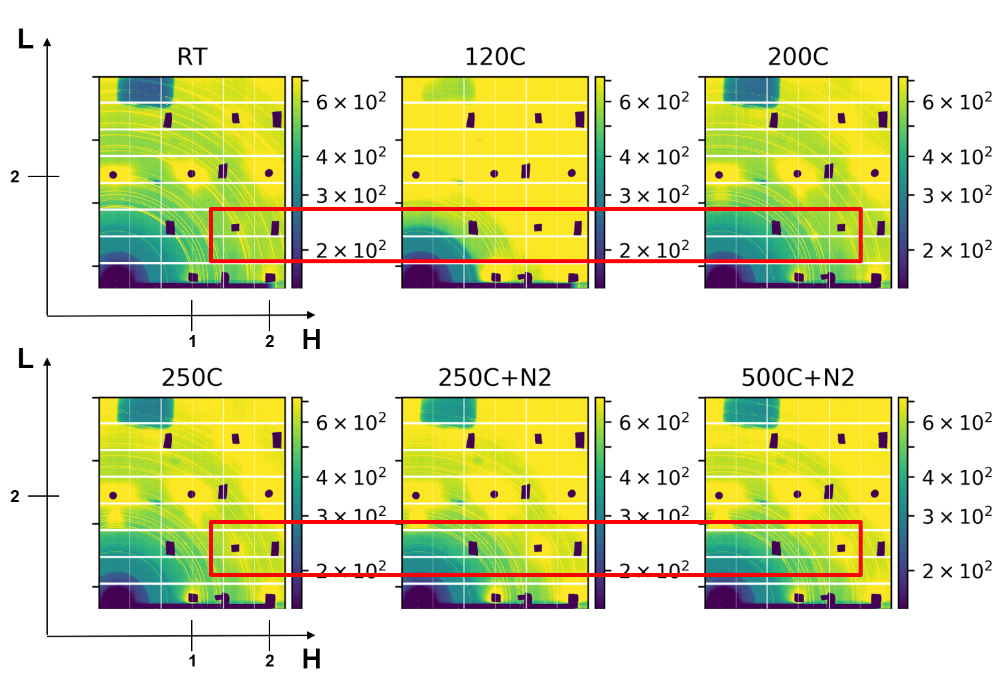 L
RT
120C
200C
6 × 10²
6 × 10²
6 × 10²
4 × 10²
4 × 10²
4 × 10²
2
3 × 10²
3 × 10²
3 × 10²
2 × 10²
2 × 10²
2 × 10²
1
2
H
L
250C
250C+N2
500C+N2
6 × 10²
6 × 10²
6 × 10²
4 × 10²
4 × 10²
4 × 10²
2
3 × 10²
3 × 10²
3 × 10²
2 × 10²
2 × 10²
2 × 10²
1
2
H